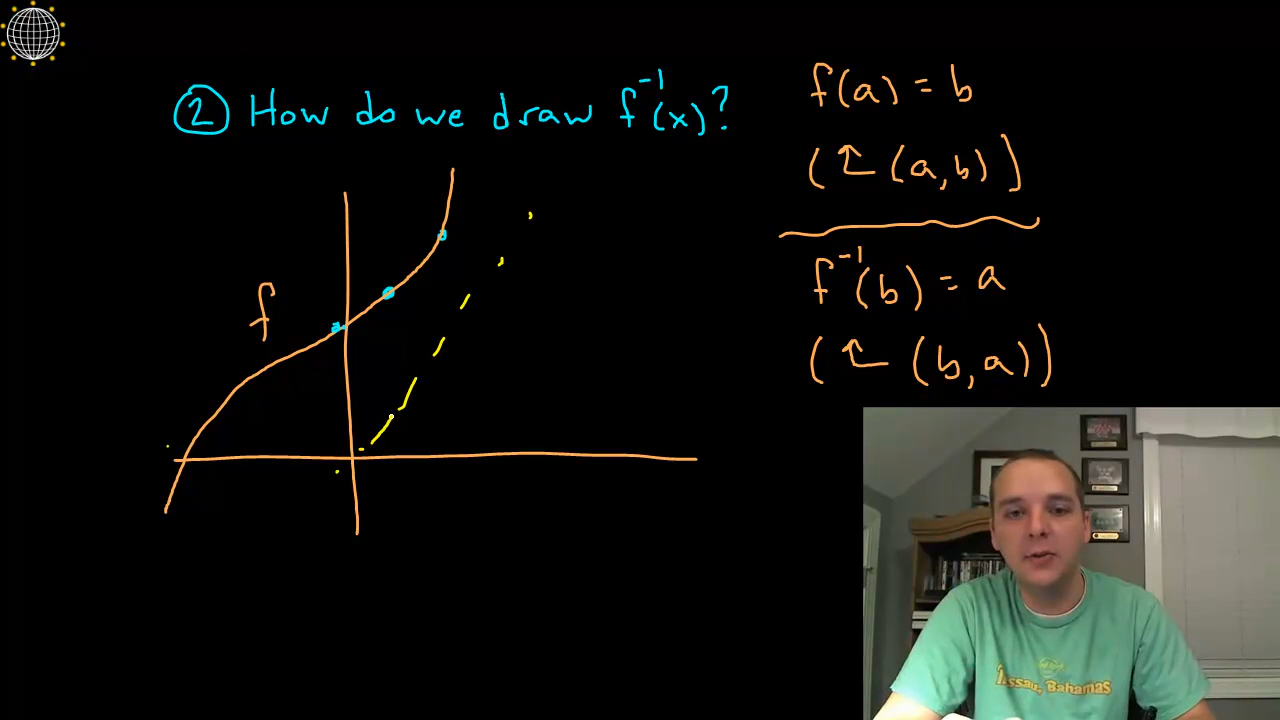 ② How do we draw f⁻¹(x)?
f(a) = b
(↖ (a,b))
f⁻¹(b) = a
(↖ (b,a))
f
Nassau, Bahamas